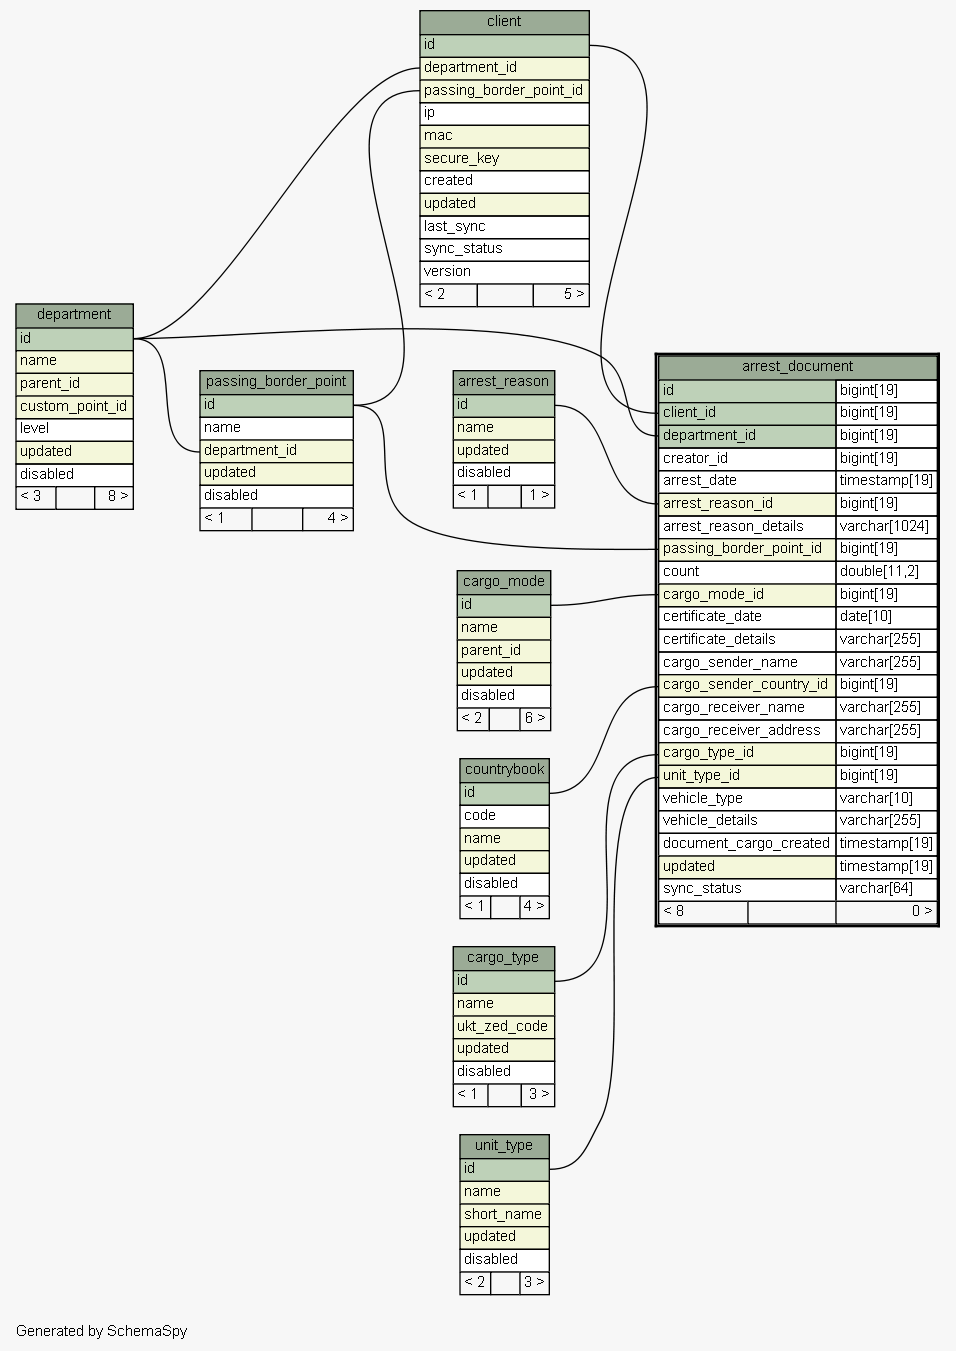 client
id
department_id
passing_border_point_id
ip
mac
secure_key
created
updated
last_sync
sync_status
version
< 2 5 >
department
id
name
parent_id
custom_point_id
level
updated
disabled
< 3 8 >
passing_border_point
id
name
department_id
updated
disabled
< 1 4 >
arrest_reason
id
name
updated
disabled
< 1 1 >
arrest_document
id bigint[19]
client_id bigint[19]
department_id bigint[19]
creator_id bigint[19]
arrest_date timestamp[19]
arrest_reason_id bigint[19]
arrest_reason_details varchar[1024]
passing_border_point_id bigint[19]
count double[11,2]
cargo_mode_id bigint[19]
certificate_date date[10]
certificate_details varchar[255]
cargo_sender_name varchar[255]
cargo_sender_country_id bigint[19]
cargo_receiver_name varchar[255]
cargo_receiver_address varchar[255]
cargo_type_id bigint[19]
unit_type_id bigint[19]
vehicle_type varchar[10]
vehicle_details varchar[255]
document_cargo_created timestamp[19]
updated timestamp[19]
sync_status varchar[64]
< 8 0 >
cargo_mode
id
name
parent_id
updated
disabled
< 2 6 >
countrybook
id
code
name
updated
disabled
< 1 4 >
cargo_type
id
name
ukt_zed_code
updated
disabled
< 1 3 >
unit_type
id
name
short_name
updated
disabled
< 2 3 >
Generated by SchemaSpy